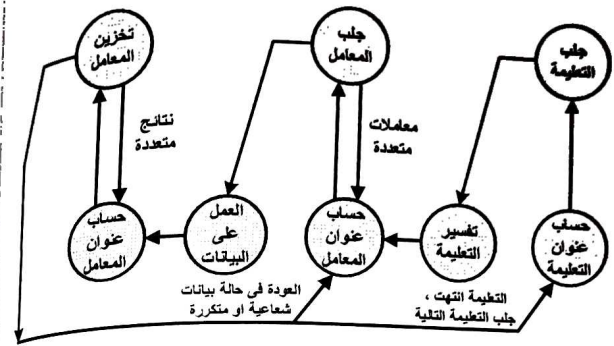 جلب
التعليمة
جلب
المعامل
تخزين
المعامل
معاملات
متعددة
نتائج
متعددة
حساب
عنوان
التعليمة
تفسير
التعليمة
حساب
عنوان
المعامل
العمل
على
البيانات
حساب
عنوان
المعامل
التعليمة انتهت ،
جلب التعليمة التالية
العودة فى حالة بيانات
شعاعية او متكررة